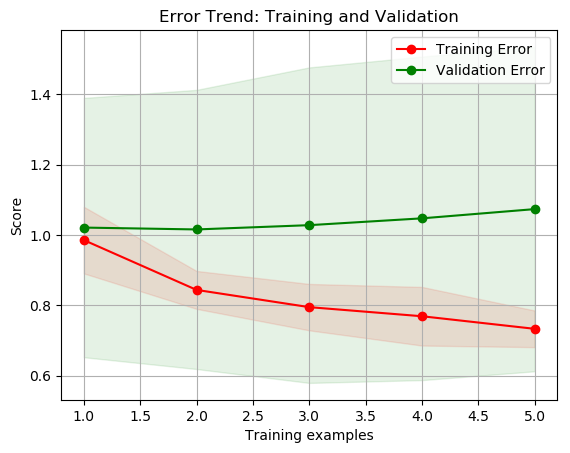 Error Trend: Training and Validation
Training Error
Validation Error
Score
1.4
1.2
1.0
0.8
0.6
1.0 1.5 2.0 2.5 3.0 3.5 4.0 4.5 5.0
Training examples